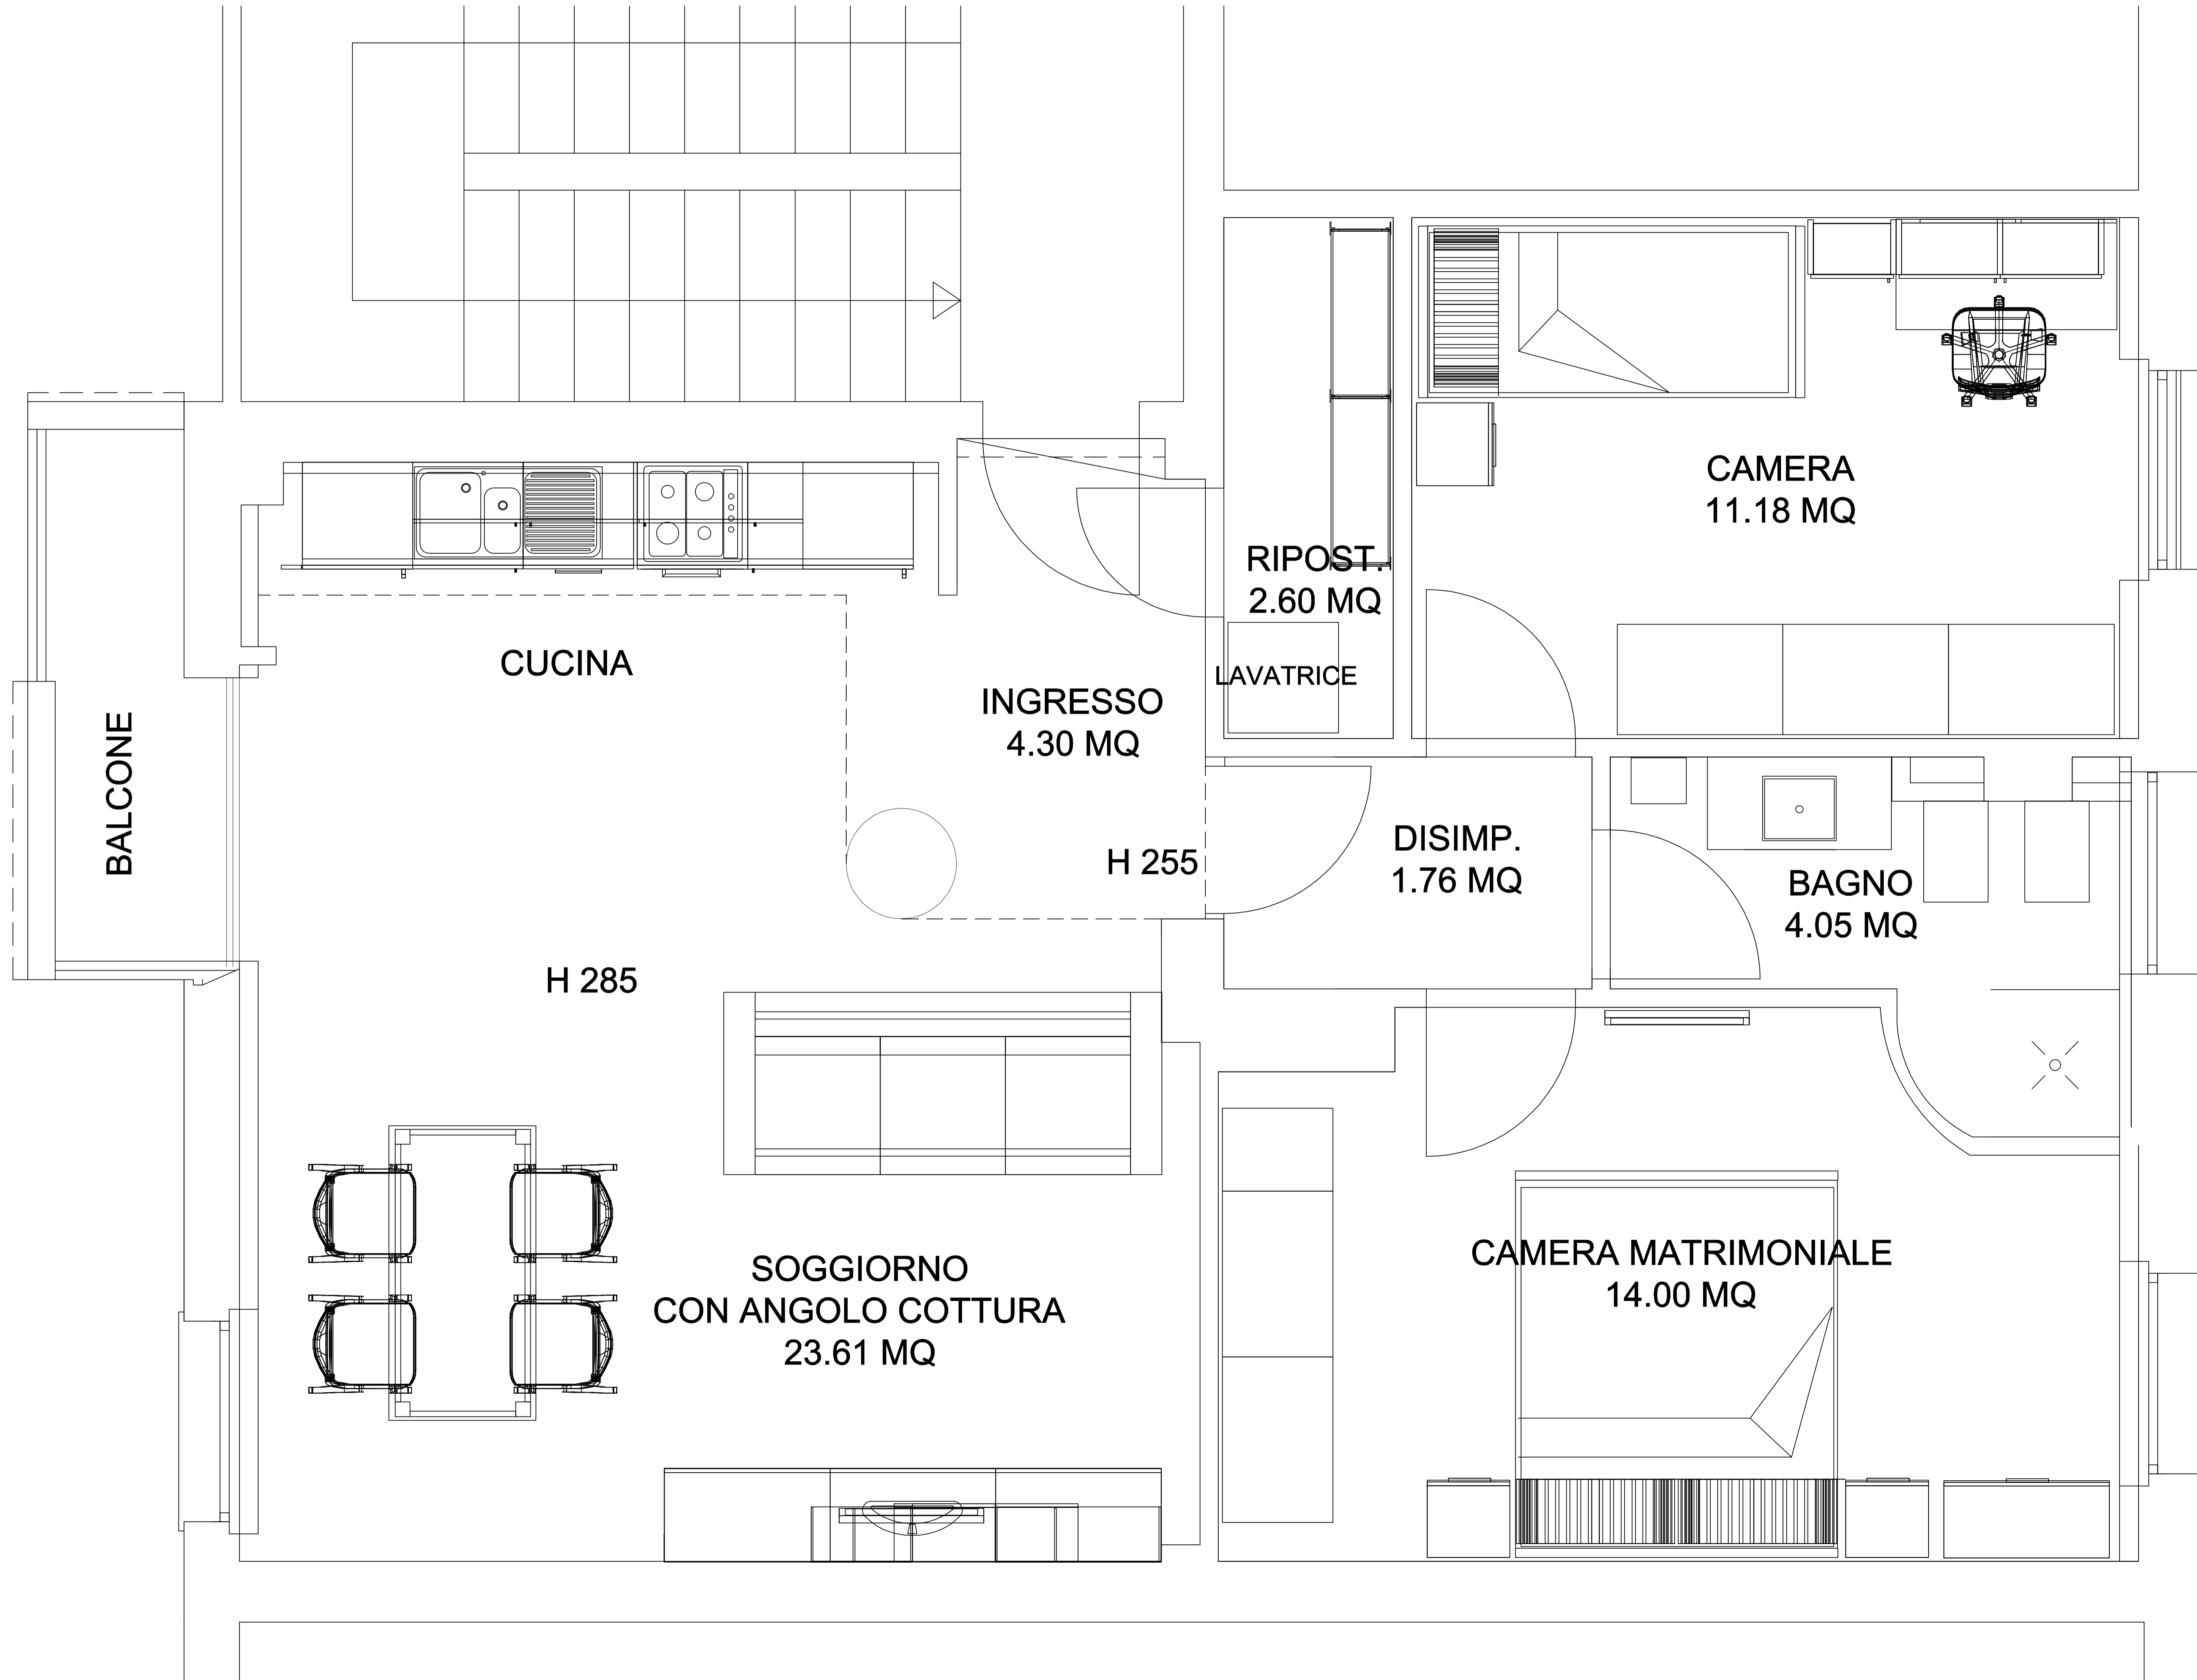 CAMERA
11.18 MQ
RIPOST.
2.60 MQ
LAVATRICE
CUCINA
INGRESSO
4.30 MQ
BALCONE
H 255
DISIMP.
1.76 MQ
BAGNO
4.05 MQ
H 285
SOGGIORNO
CON ANGOLO COTTURA
23.61 MQ
CAMERA MATRIMONIALE
14.00 MQ